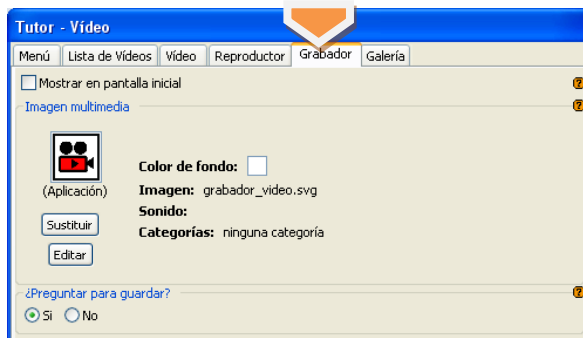 Tutor - Vídeo
Menú Lista de Vídeos Vídeo Reproductor Grabador Galería
Mostrar en pantalla inicial
Imagen multimedia
(Aplicación)
Sustituir
Editar
Color de fondo:
Imagen: grabador_video.svg
Sonido:
Categorías: ninguna categoría
¿Preguntar para guardar?
Si No